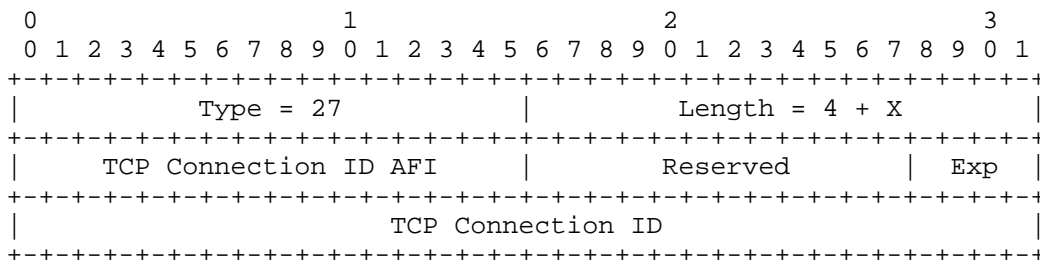 0                   1                   2                   3
 0 1 2 3 4 5 6 7 8 9 0 1 2 3 4 5 6 7 8 9 0 1 2 3 4 5 6 7 8 9 0 1
+-+-+-+-+-+-+-+-+-+-+-+-+-+-+-+-+-+-+-+-+-+-+-+-+-+-+-+-+-+-+-+-+
|           Type = 27           |         Length = 4 + X        |
+-+-+-+-+-+-+-+-+-+-+-+-+-+-+-+-+-+-+-+-+-+-+-+-+-+-+-+-+-+-+-+-+
|     TCP Connection ID AFI     |        Reserved       |  Exp  |
+-+-+-+-+-+-+-+-+-+-+-+-+-+-+-+-+-+-+-+-+-+-+-+-+-+-+-+-+-+-+-+-+
|                       TCP Connection ID                       |
+-+-+-+-+-+-+-+-+-+-+-+-+-+-+-+-+-+-+-+-+-+-+-+-+-+-+-+-+-+-+-+-+